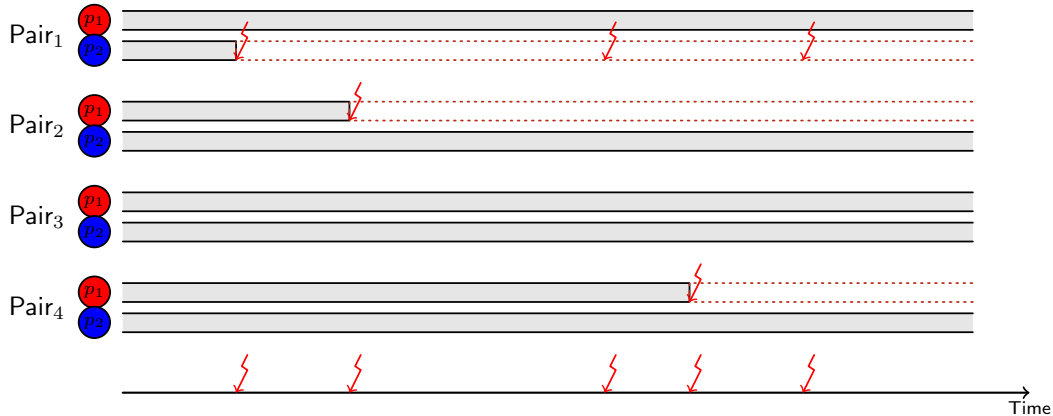 Pair₁ p₁
p₂
Pair₂ p₁
p₂
Pair₃ p₁
p₂
Pair₄ p₁
p₂
Time